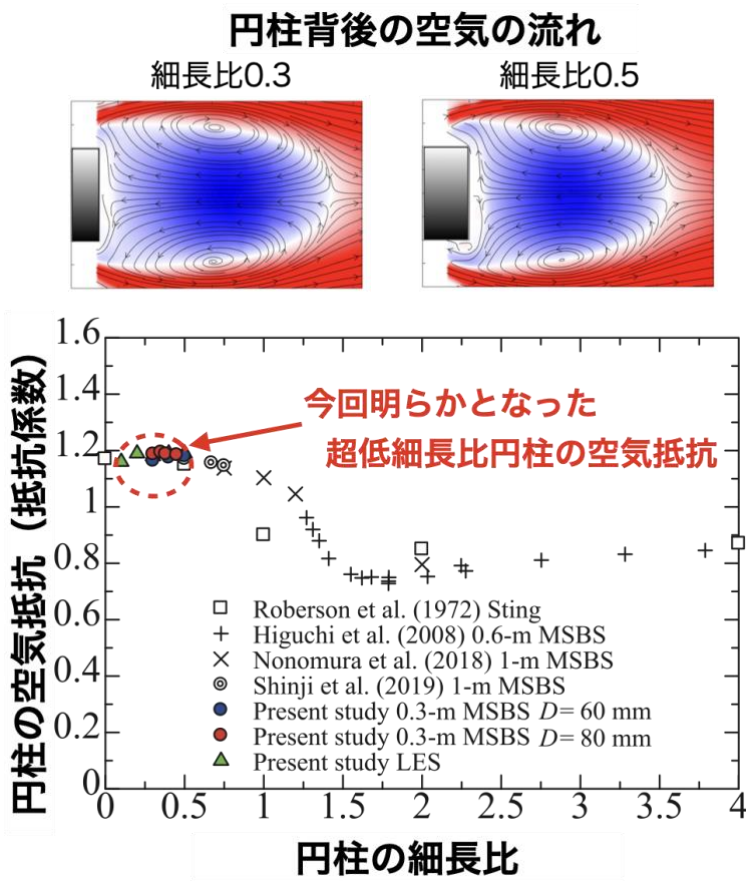 円柱背後の空気の流れ
細長比0.3
細長比0.5
円柱の空気抵抗(抵抗係数)
1.6
1.4
1.2
1
0.8
0.6
0.4
0.2
0
今回明らかとなった
超低細長比円柱の空気抵抗
Roberson et al. (1972) Sting
Higuchi et al. (2008) 0.6-m MSBS
Nonomura et al. (2018) 1-m MSBS
Shinji et al. (2019) 1-m MSBS
Present study 0.3-m MSBS D= 60 mm
Present study 0.3-m MSBS D= 80 mm
Present study LES
0 0.5 1 1.5 2 2.5 3 3.5 4
円柱の細長比